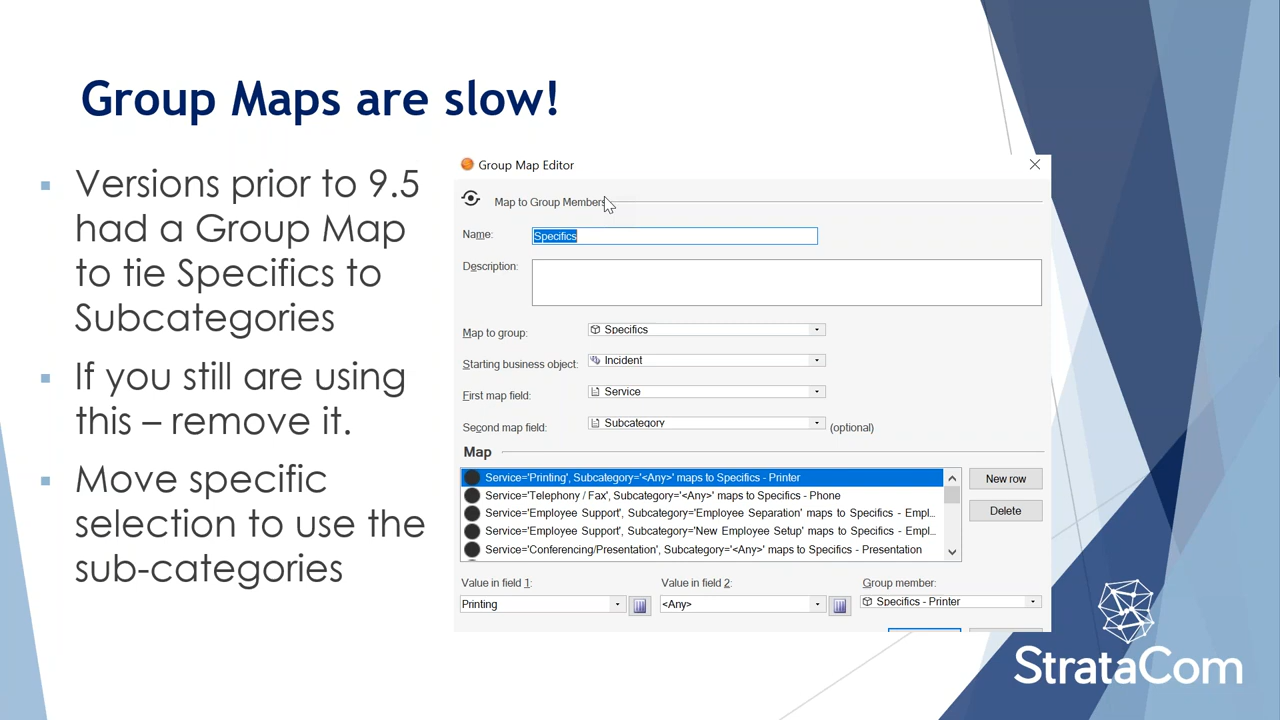 Group Maps are slow!
Versions prior to 9.5
had a Group Map
to tie Specifics to
Subcategories
If you still are using
this – remove it.
Move specific
selection to use the
sub-categories
Group Map Editor
Map to Group Members
Name:
Specifics
Description:
Map to group:
Specifics
Starting business object:
Incident
First map field:
Service
Second map field:
Subcategory
(optional)
Map
Service='Printing', Subcategory='<Any>' maps to Specifics - Printer
Service='Telephony / Fax', Subcategory='<Any>' maps to Specifics - Phone
Service='Employee Support', Subcategory='Employee Separation' maps to Specifics - Empl...
Service='Employee Support', Subcategory='New Employee Setup' maps to Specifics - Empl...
Service='Conferencing/Presentation', Subcategory='<Any>' maps to Specifics - Presentation
New row
Delete
Value in field 1:
Value in field 2:
Group member:
Printing
<Any>
Specifics - Printer
StrataCom